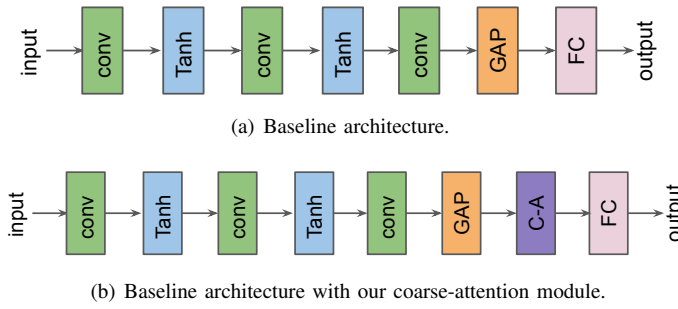 input conv Tanh conv Tanh conv GAP FC output
(a) Baseline architecture.
input conv Tanh conv Tanh conv GAP C-A FC output
(b) Baseline architecture with our coarse-attention module.